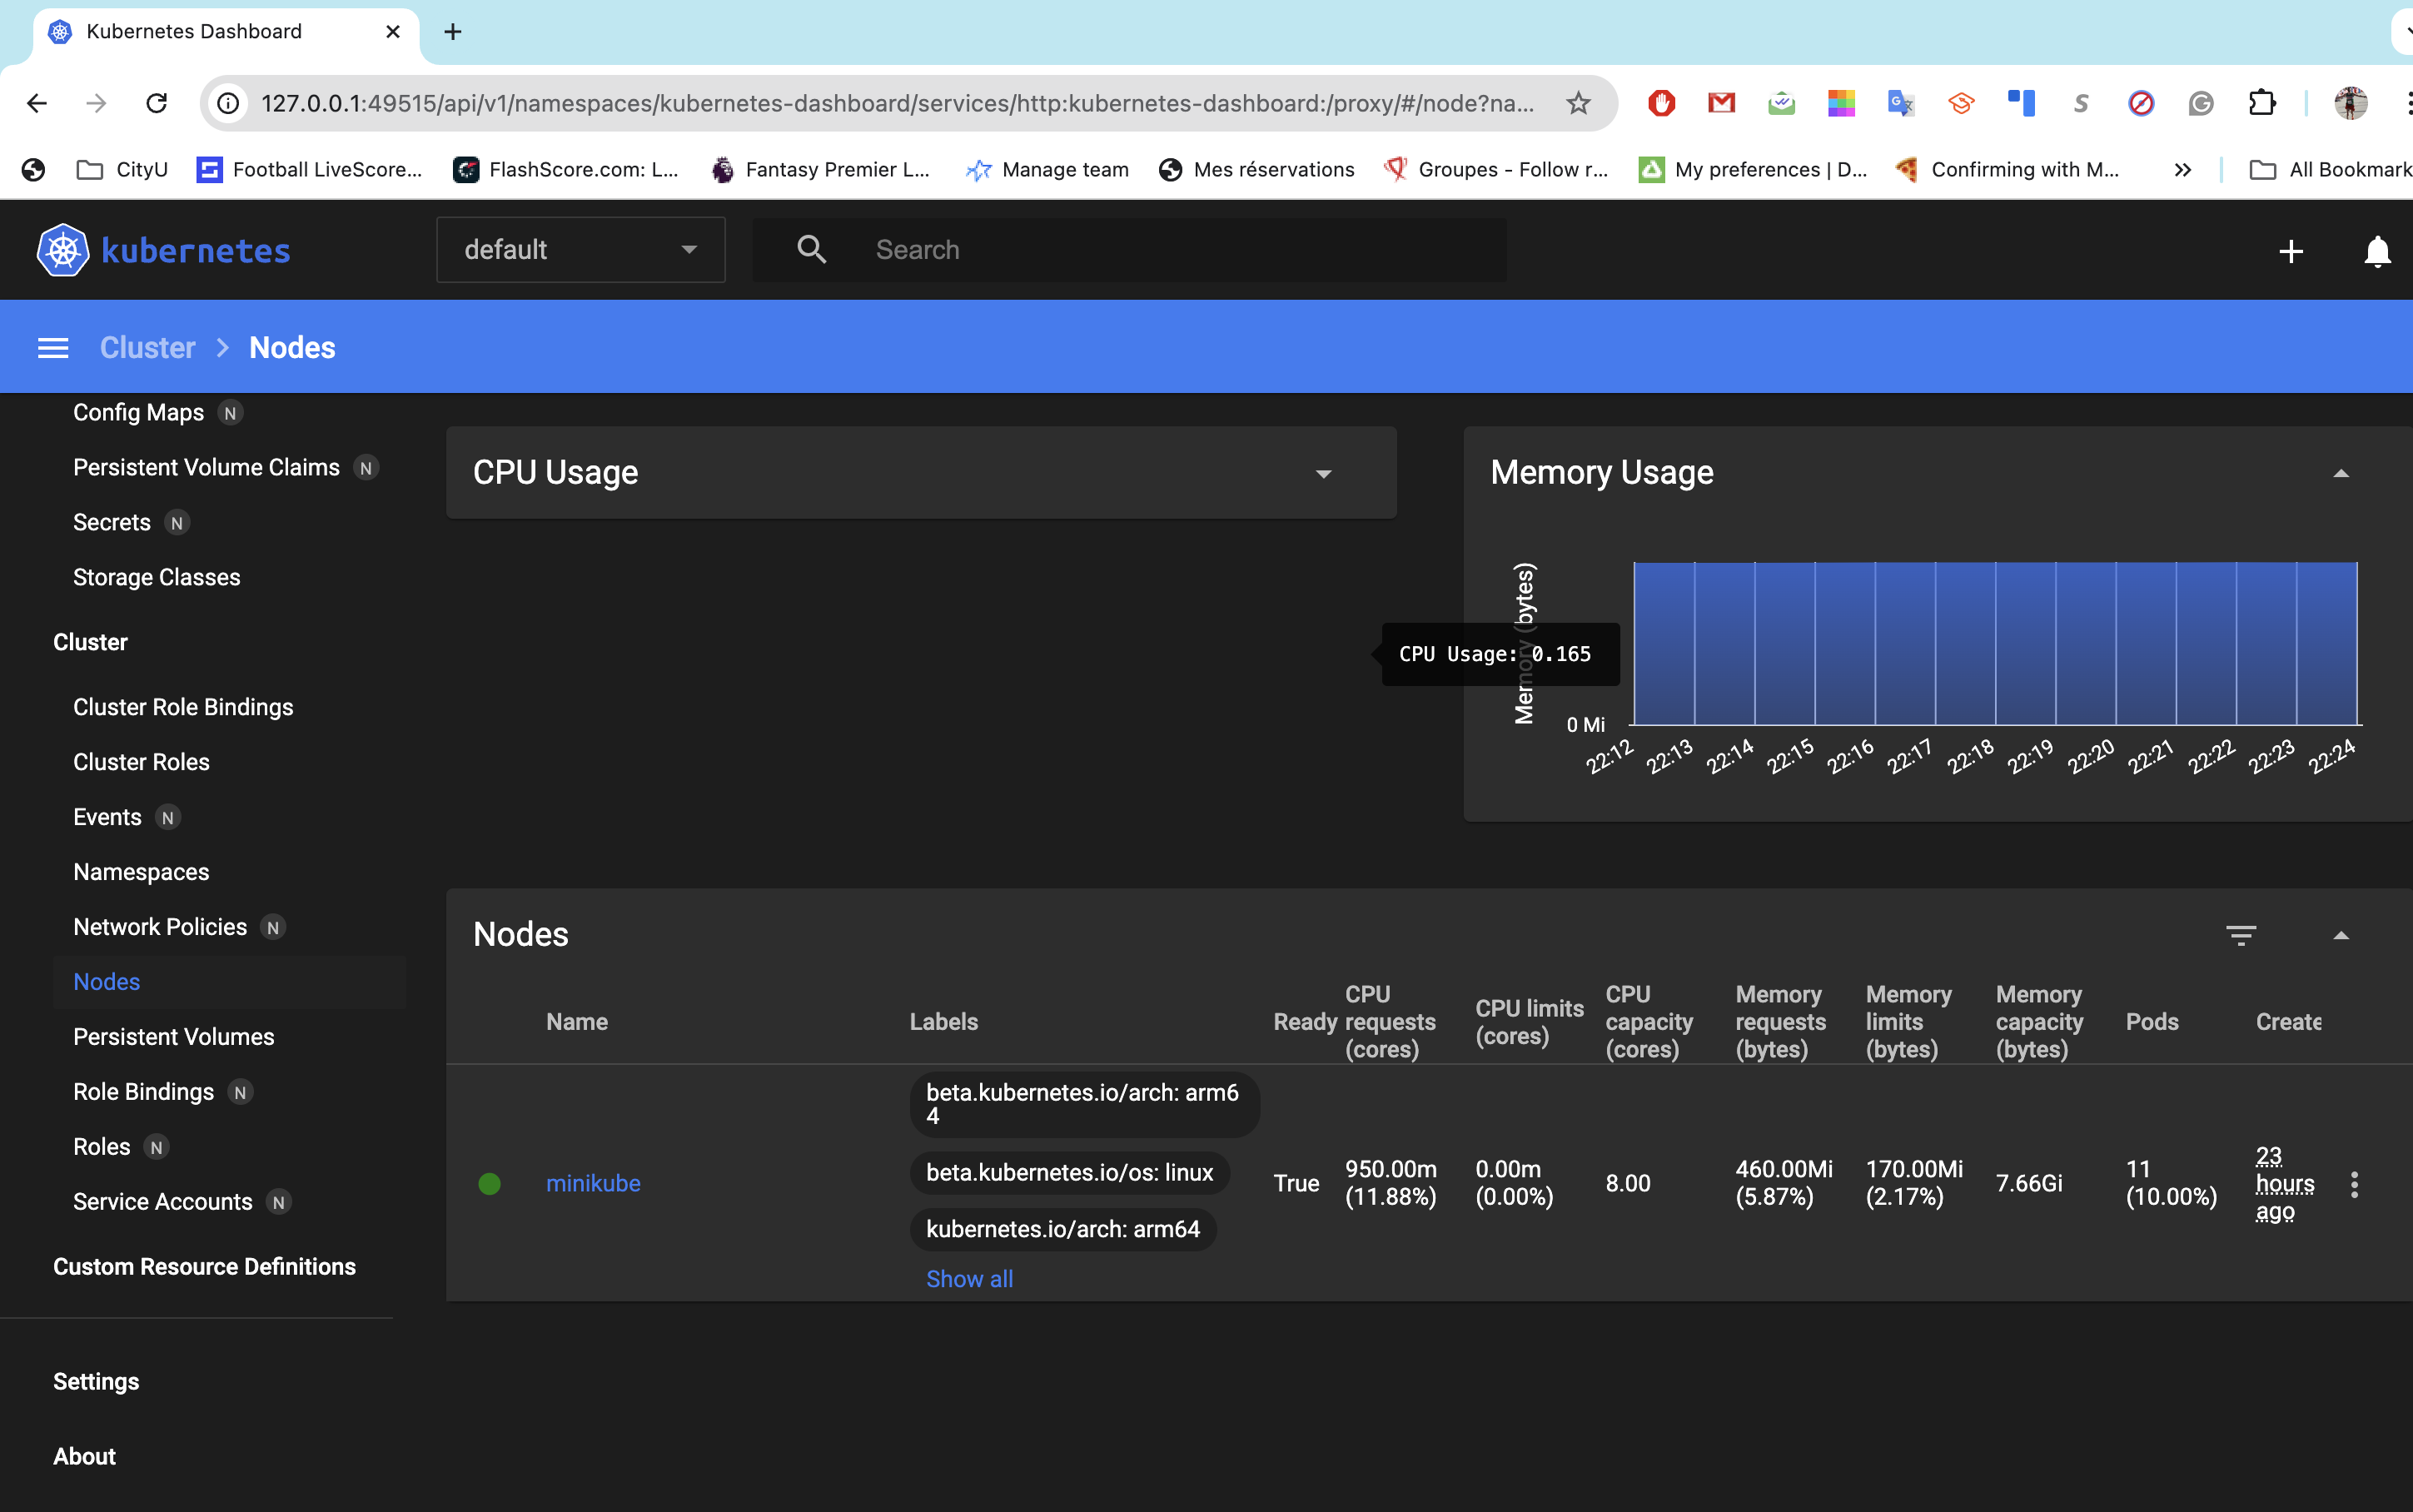 Kubernetes Dashboard
127.0.0.1:49515/api/v1/namespaces/kubernetes-dashboard/services/http:kubernetes-dashboard:/proxy/#/node?na...
CityU
Football LiveScore...
FlashScore.com: L...
Fantasy Premier L...
Manage team
Mes réservations
Groupes - Follow r...
My preferences | D...
Confirming with M...
All Bookmark
kubernetes
default
Search
Cluster
Nodes
Config Maps N
Persistent Volume Claims N
Secrets N
Storage Classes
Cluster
Cluster Role Bindings
Cluster Roles
Events N
Namespaces
Network Policies N
Nodes
Persistent Volumes
Role Bindings N
Roles N
Service Accounts N
Custom Resource Definitions
Settings
About
CPU Usage
CPU Usage: 0.165
Memory Usage
Memory (bytes)
0 Mi
22:12
22:13
22:14
22:15
22:16
22:17
22:18
22:19
22:20
22:21
22:22
22:23
22:24
Nodes
Name
Labels
Ready
CPU
requests
(cores)
CPU limits
(cores)
CPU
capacity
(cores)
Memory
requests
(bytes)
Memory
limits
(bytes)
Memory
capacity
(bytes)
Pods
Create
minikube
beta.kubernetes.io/arch: arm6
4
beta.kubernetes.io/os: linux
kubernetes.io/arch: arm64
Show all
True
950.00m
(11.88%)
0.00m
(0.00%)
8.00
460.00Mi
(5.87%)
170.00Mi
(2.17%)
7.66Gi
11
(10.00%)
23
hours
ago